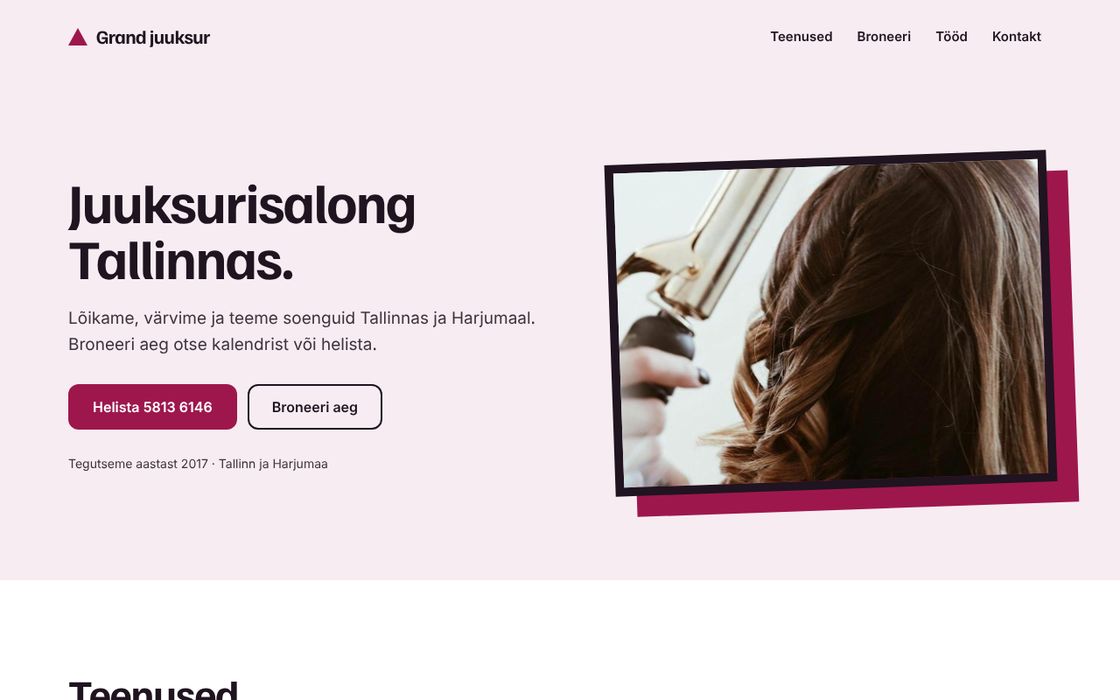 Grand juuksur
Teenused
Broneeri
Tööd
Kontakt
Juuksurisalong
Tallinnas.
Lõikame, värvime ja teeme soenguid Tallinnas ja Harjumaal.
Broneeri aeg otse kalendrist või helista.
Helista 5813 6146
Broneeri aeg
Tegutseme aastast 2017 · Tallinn ja Harjumaa
Teenused